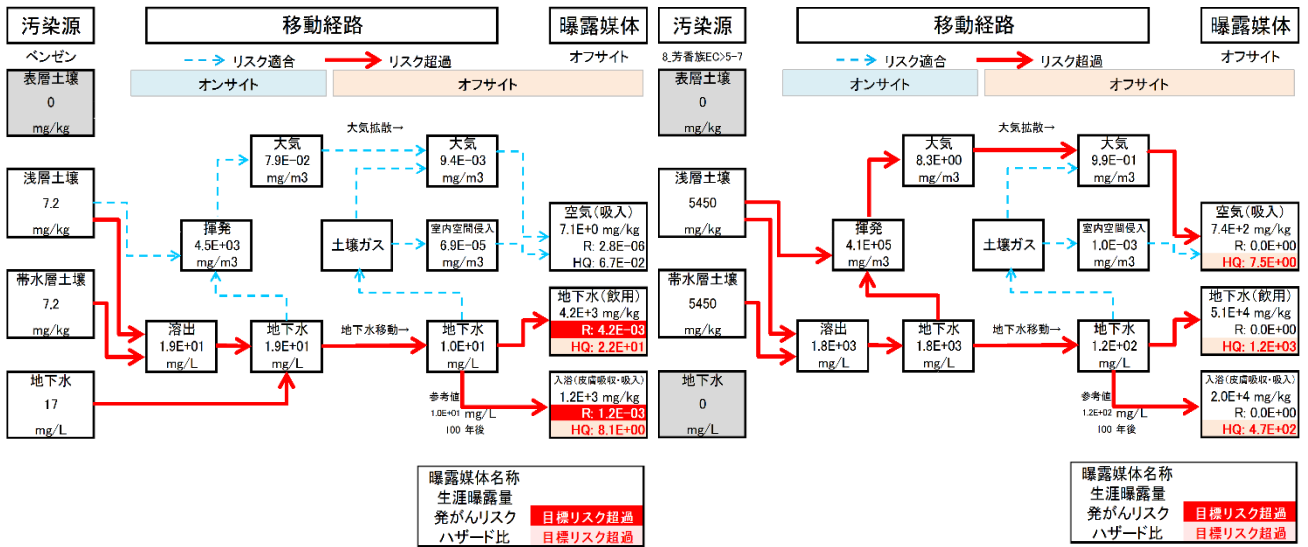 汚染源
移動経路
曝露媒体
ベンゼン
オフサイト
リスク適合
リスク超過
表層土壌
0
mg/kg
オンサイト
オフサイト
大気拡散→
大気
7.9E-02
mg/m3
大気
9.4E-03
mg/m3
浅層土壌
7.2
mg/kg
揮発
4.5E+03
mg/m3
土壌ガス
室内空間侵入
6.9E-05
mg/m3
空気(吸入)
7.1E+0 mg/kg
R: 2.8E-06
HQ: 6.7E-02
帯水層土壌
7.2
mg/kg
溶出
1.9E+01
mg/L
地下水
1.9E+01
mg/L
地下水移動→
地下水
1.0E+01
mg/L
地下水(飲用)
4.2E+3 mg/kg
R: 4.2E-03
HQ: 2.2E+01
地下水
17
mg/L
参考値
1.0E+01 mg/L
100 年後
入浴(皮膚吸収・吸入)
1.2E+3 mg/kg
R: 1.2E-03
HQ: 8.1E+00
曝露媒体名称
生涯曝露量
発がんリスク 目標リスク超過
ハザード比 目標リスク超過
汚染源
移動経路
曝露媒体
8_芳香族EC>5-7
オフサイト
リスク適合
リスク超過
表層土壌
0
mg/kg
オンサイト
オフサイト
大気拡散→
大気
8.3E+00
mg/m3
大気
9.9E-01
mg/m3
浅層土壌
5450
mg/kg
揮発
4.1E+05
mg/m3
土壌ガス
室内空間侵入
1.0E-03
mg/m3
空気(吸入)
7.4E+2 mg/kg
R: 0.0E+00
HQ: 7.5E+00
帯水層土壌
5450
mg/kg
溶出
1.8E+03
mg/L
地下水
1.8E+03
mg/L
地下水移動→
地下水
1.2E+02
mg/L
地下水(飲用)
5.1E+4 mg/kg
R: 0.0E+00
HQ: 1.2E+03
地下水
0
mg/L
参考値
1.2E+02 mg/L
100 年後
入浴(皮膚吸収・吸入)
2.0E+4 mg/kg
R: 0.0E+00
HQ: 4.7E+02
曝露媒体名称
生涯曝露量
発がんリスク 目標リスク超過
ハザード比 目標リスク超過